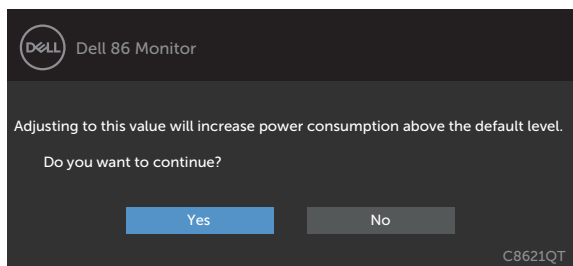 DELL Dell 86 Monitor
Adjusting to this value will increase power consumption above the default level.
Do you want to continue?
Yes No
C8621QT